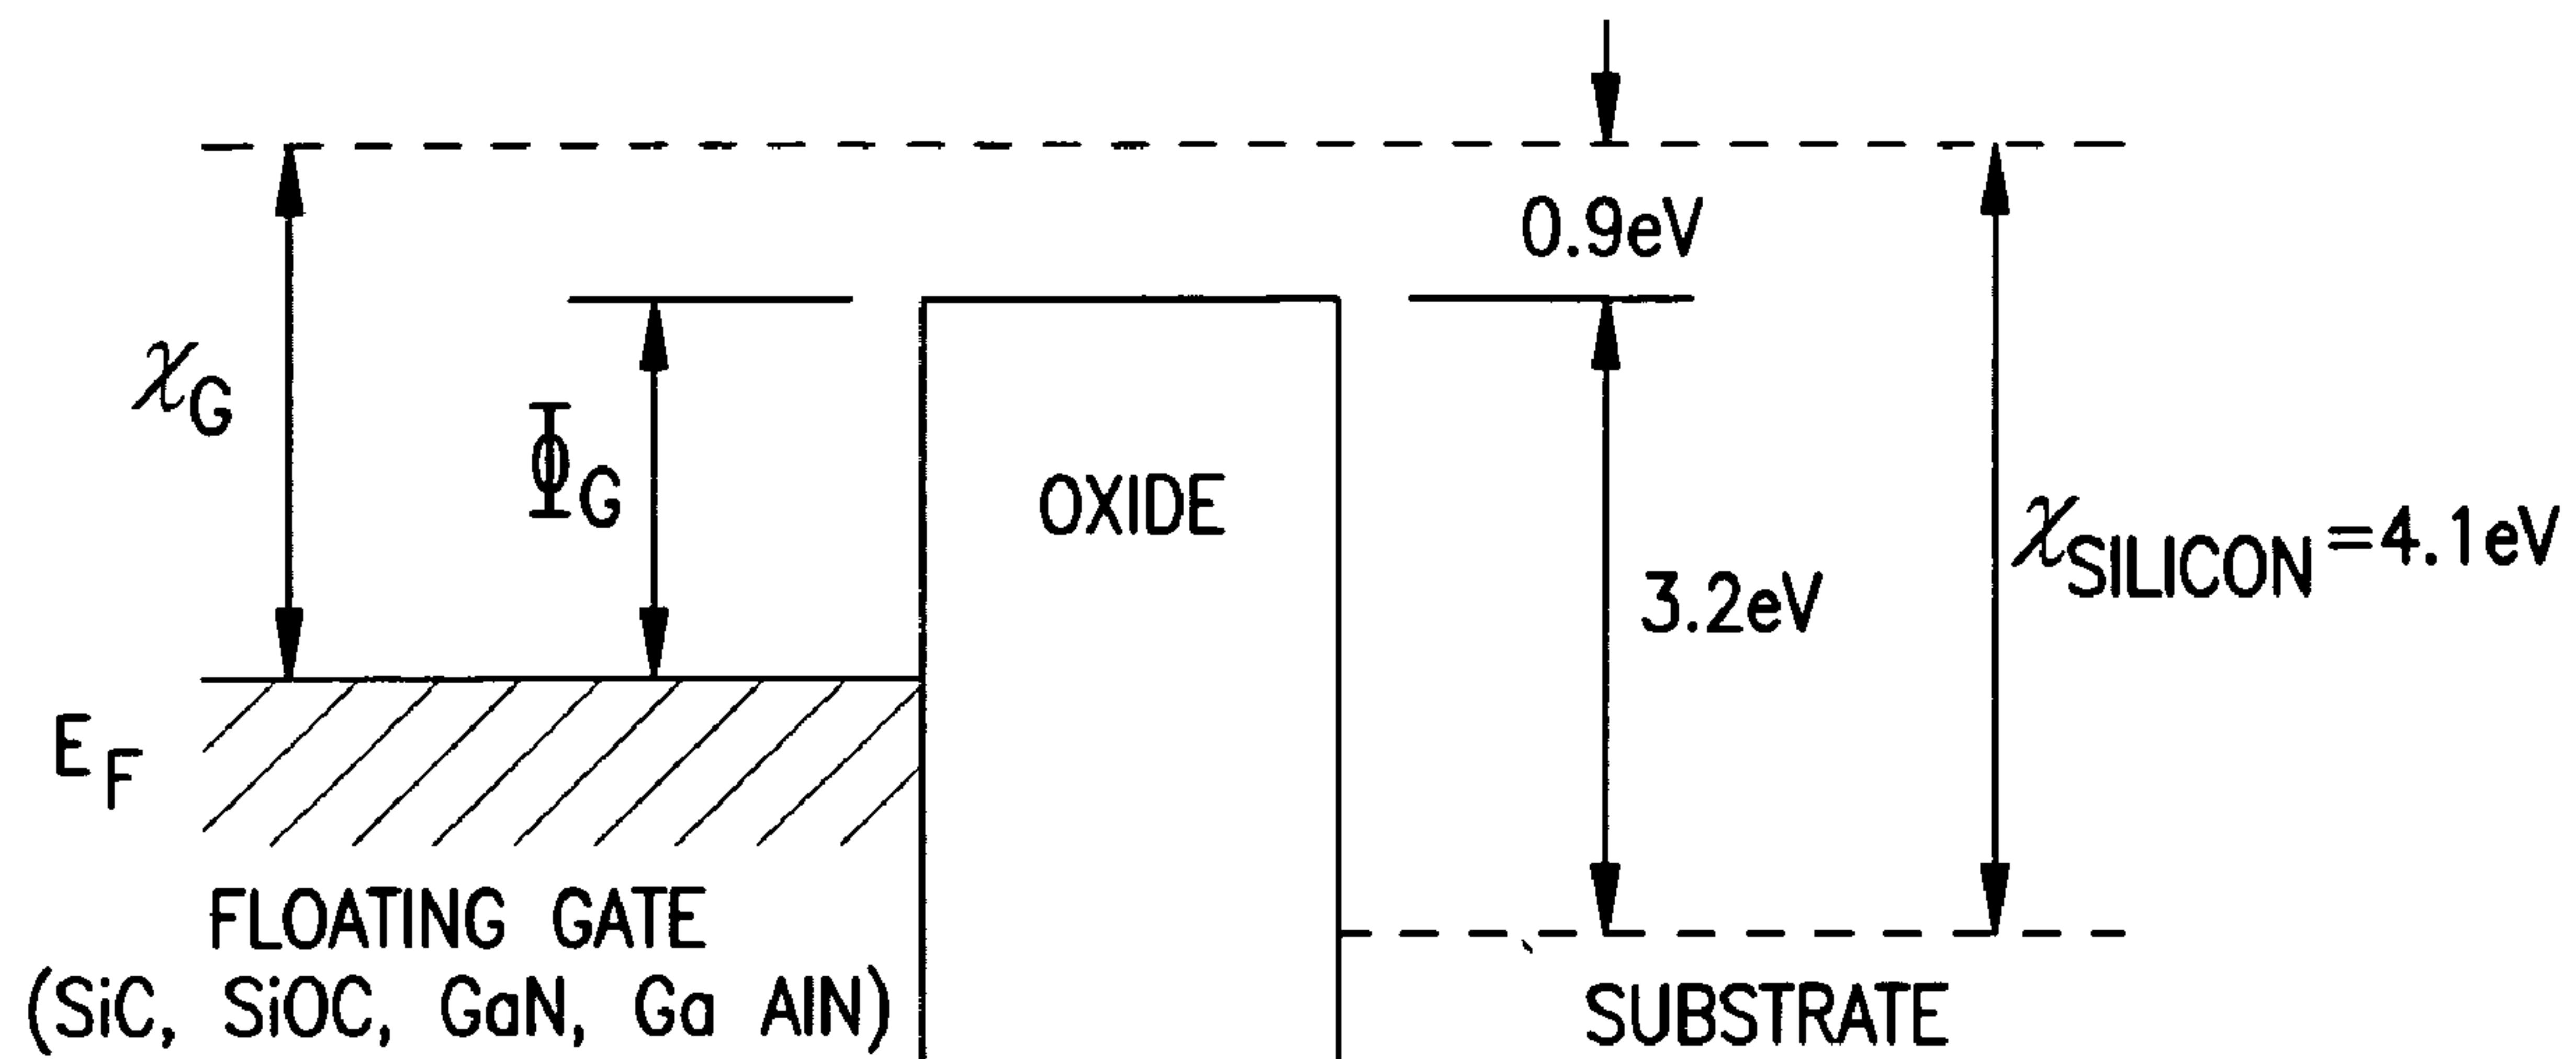 0.9eV
χG
ΦG
OXIDE
χSILICON=4.1eV
3.2eV
EF
FLOATING GATE
(SiC, SiOC, GaN, Ga AlN)
SUBSTRATE